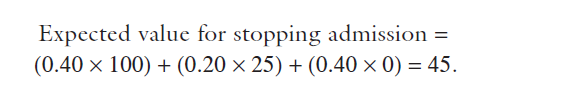 Expected value for stopping admission =
(0.40 × 100) + (0.20 × 25) + (0.40 × 0) = 45.